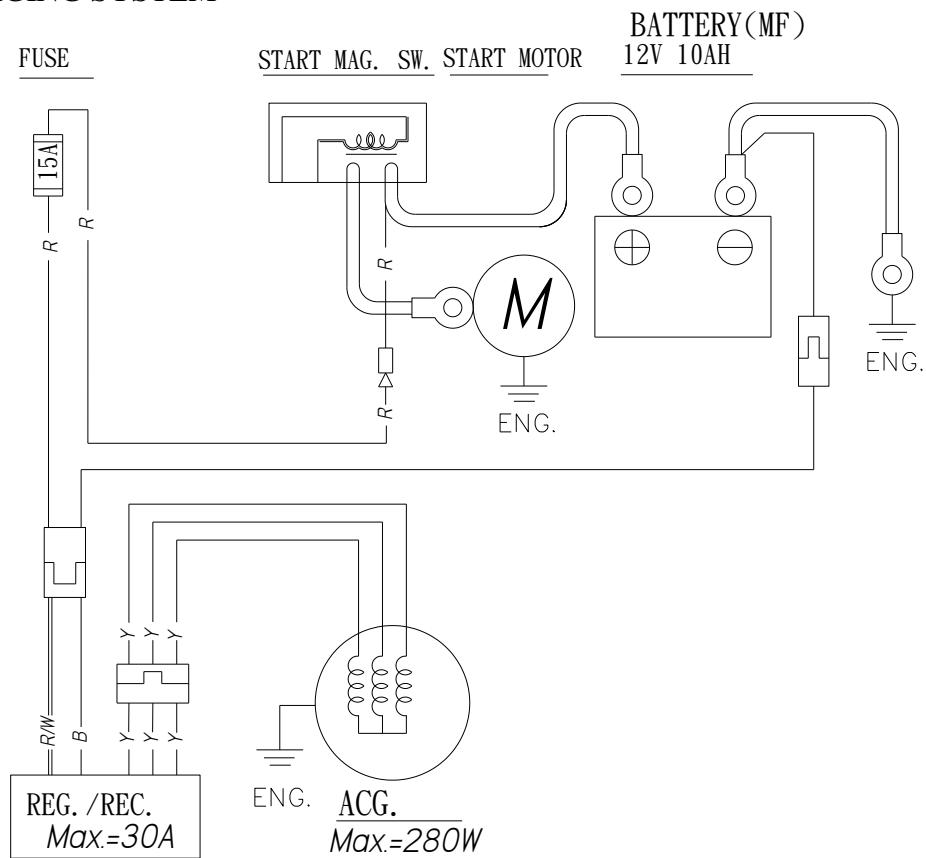 FUSE
START MAG. SW.
START MOTOR
BATTERY(MF)
12V 10AH
15A
R
R
R
R
M
ENG.
ENG.
Y
Y
Y
R/W
B
Y
Y
Y
REG./REC.
Max.=30A
ENG.
ACG.
Max.=280W